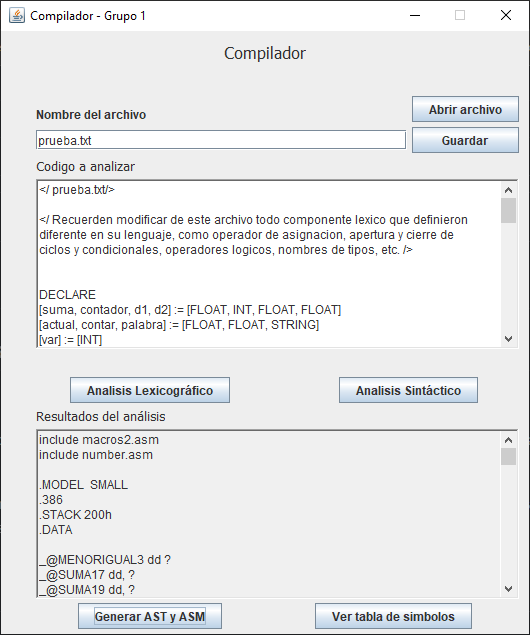 Compilador - Grupo 1
Compilador
Abrir archivo
Nombre del archivo
prueba.txt
Guardar
Codigo a analizar
</ prueba.txt/>
</ Recuerden modificar de este archivo todo componente lexico que definieron
diferente en su lenguaje, como operador de asignacion, apertura y cierre de
ciclos y condicionales, operadores logicos, nombres de tipos, etc. />
DECLARE
[suma, contador, d1, d2] := [FLOAT, INT, FLOAT, FLOAT]
[actual, contar, palabra] := [FLOAT, FLOAT, STRING]
[var] := [INT]
Analisis Lexicográfico
Analisis Sintáctico
Resultados del análisis
include macros2.asm
include number.asm
.MODEL  SMALL
.386
.STACK 200h
.DATA
_@MENORIGUAL3 dd ?
_@SUMA17 dd, ?
_@SUMA19 dd, ?
Generar AST y ASM
Ver tabla de simbolos